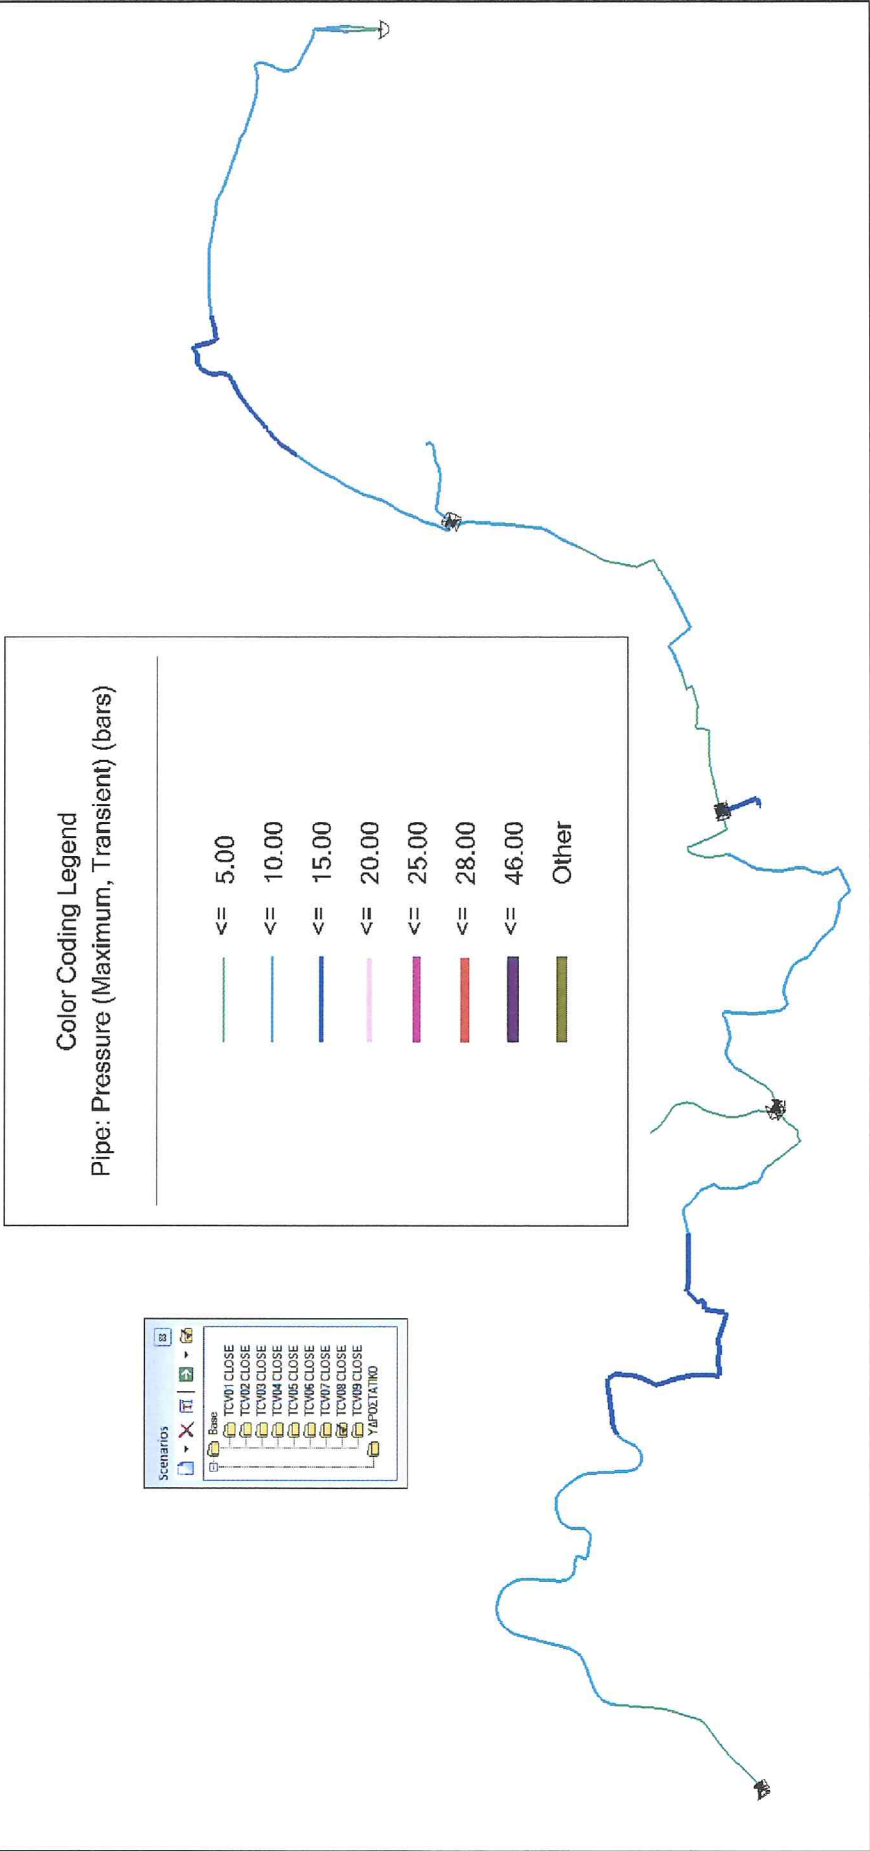 Color Coding Legend
Pipe: Pressure (Maximum, Transient) (bars)
<= 5.00
<= 10.00
<= 15.00
<= 20.00
<= 25.00
<= 28.00
<= 46.00
Other
Scenarios
Base
TCV01 CLOSE
TCV02 CLOSE
TCV03 CLOSE
TCV04 CLOSE
TCV05 CLOSE
TCV06 CLOSE
TCV07 CLOSE
TCV08 CLOSE
TCV09 CLOSE
ΥΔΡΟΣΤΑΤΙΚΟ